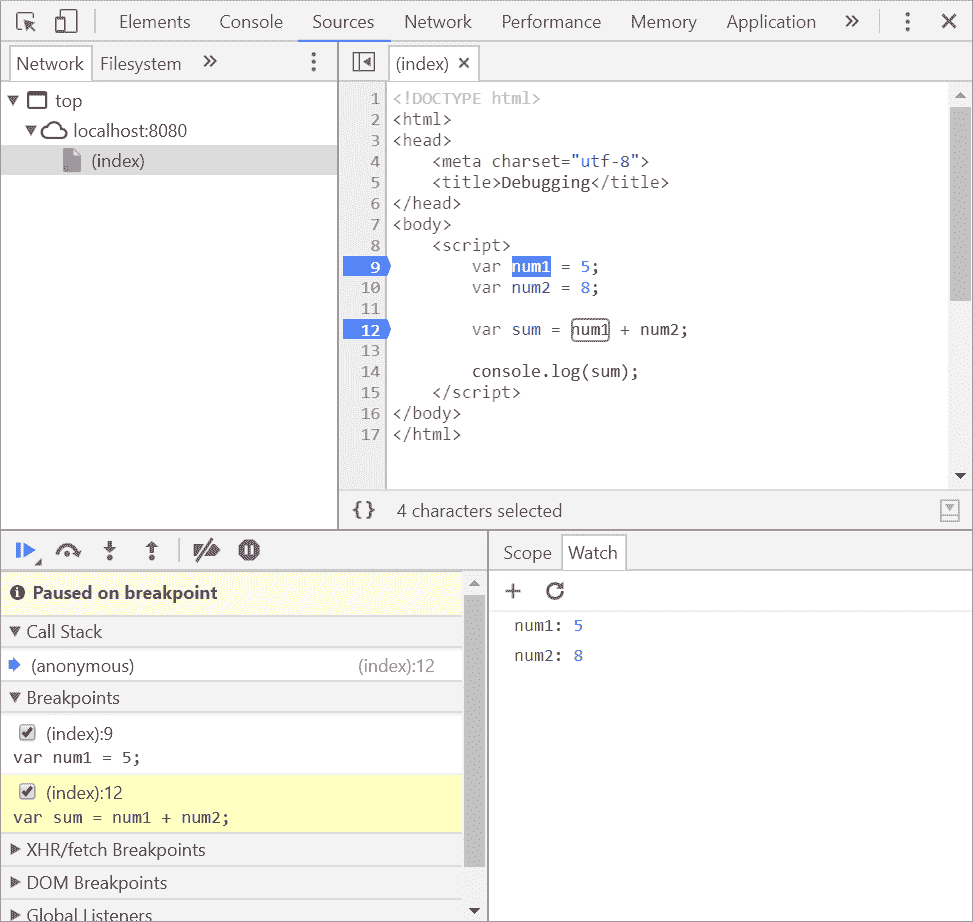 Elements Console Sources Network Performance Memory Application »
Network Filesystem »
(index) ×
top
localhost:8080
(index)
1 <!DOCTYPE html>
2 <html>
3 <head>
4     <meta charset="utf-8">
5     <title>Debugging</title>
6 </head>
7 <body>
8     <script>
9         var num1 = 5;
10         var num2 = 8;
11
12         var sum = num1 + num2;
13
14         console.log(sum);
15     </script>
16 </body>
17 </html>
{} 4 characters selected
Paused on breakpoint
Call Stack
(anonymous) (index):12
Breakpoints
(index):9
var num1 = 5;
(index):12
var sum = num1 + num2;
XHR/fetch Breakpoints
DOM Breakpoints
Global Listeners
Scope Watch
num1: 5
num2: 8